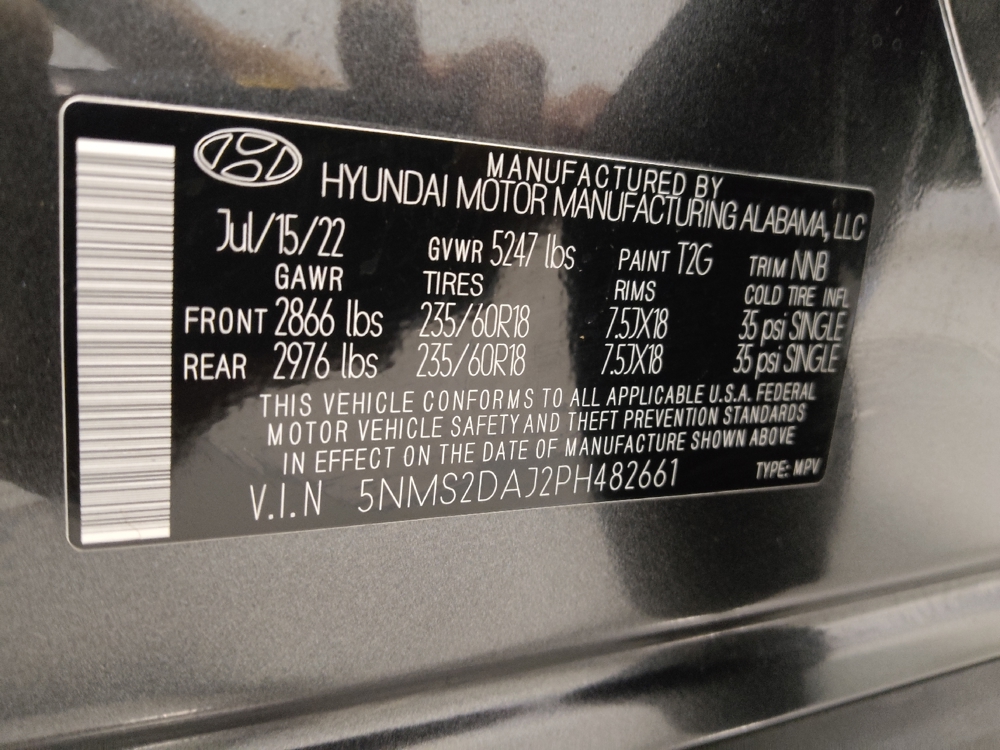 MANUFACTURED BY
HYUNDAI MOTOR MANUFACTURING ALABAMA, LLC
Jul/15/22 GVWR 5247 lbs PAINT T2G TRIM NNB
GAWR TIRES RIMS COLD TIRE INFL
FRONT 2866 lbs 235/60R18 7.5JX18 35 psi SINGLE
REAR 2976 lbs 235/60R18 7.5JX18 35 psi SINGLE
THIS VEHICLE CONFORMS TO ALL APPLICABLE U.S.A. FEDERAL
MOTOR VEHICLE SAFETY AND THEFT PREVENTION STANDARDS
IN EFFECT ON THE DATE OF MANUFACTURE SHOWN ABOVE
V.I.N 5NMS2DAJ2PH482661 TYPE: MPV